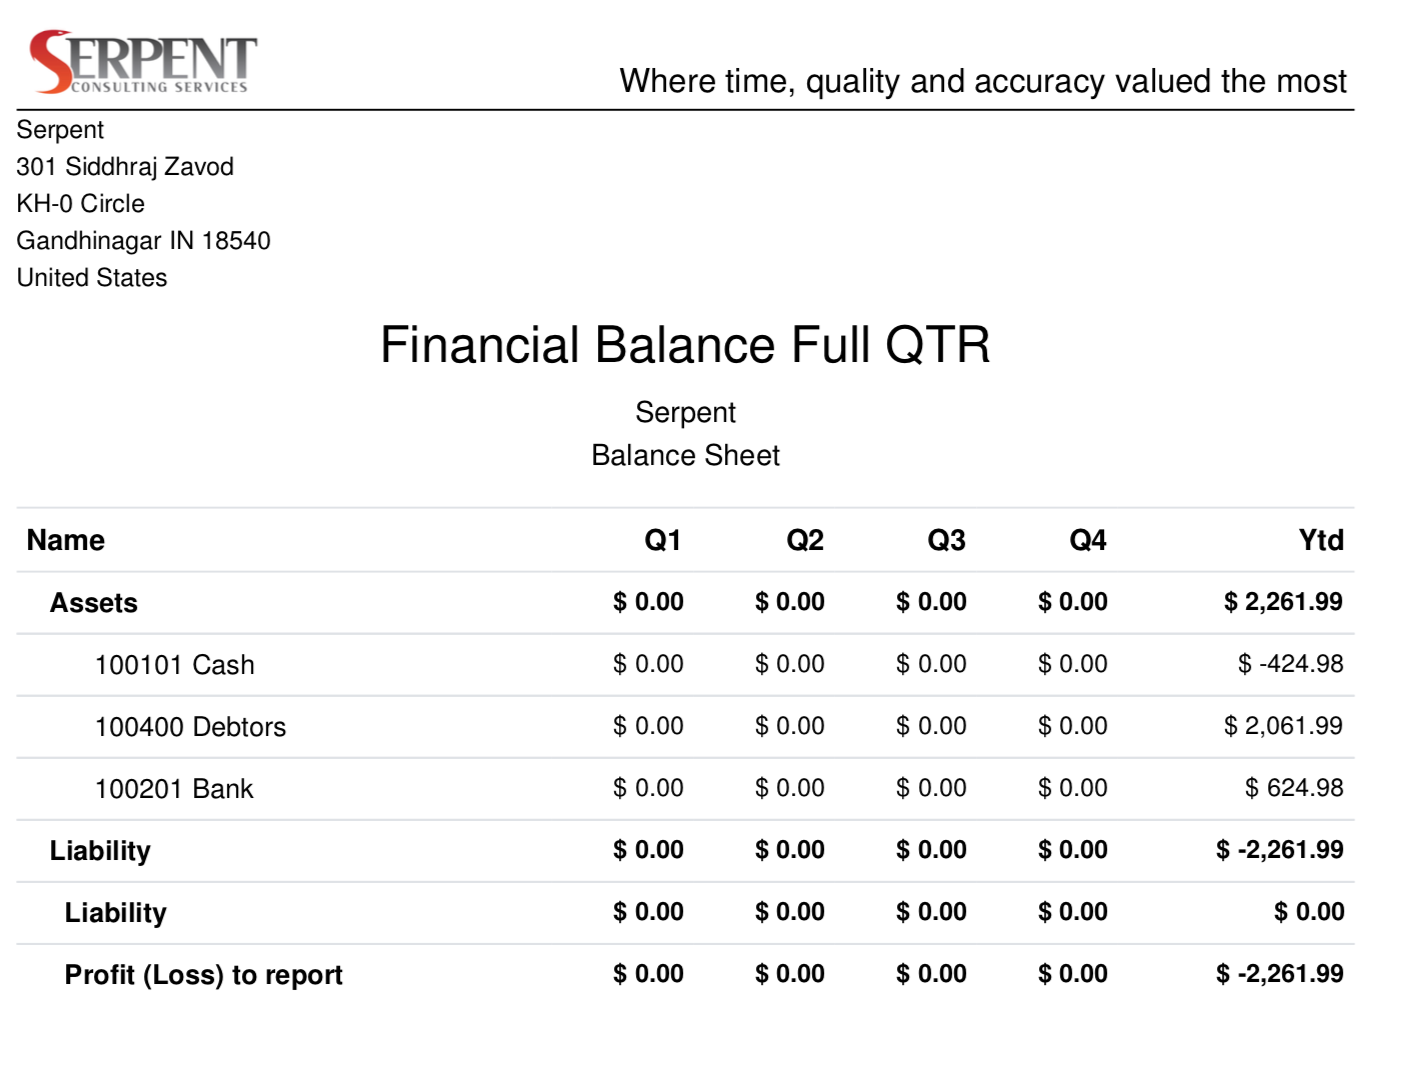 SERPENT
CONSULTING SERVICES
Where time, quality and accuracy valued the most
Serpent
301 Siddhraj Zavod
KH-0 Circle
Gandhinagar IN 18540
United States
Financial Balance Full QTR
Serpent
Balance Sheet
Name Q1 Q2 Q3 Q4 Ytd
Assets $ 0.00 $ 0.00 $ 0.00 $ 0.00 $ 2,261.99
100101 Cash $ 0.00 $ 0.00 $ 0.00 $ 0.00 $ -424.98
100400 Debtors $ 0.00 $ 0.00 $ 0.00 $ 0.00 $ 2,061.99
100201 Bank $ 0.00 $ 0.00 $ 0.00 $ 0.00 $ 624.98
Liability $ 0.00 $ 0.00 $ 0.00 $ 0.00 $ -2,261.99
Liability $ 0.00 $ 0.00 $ 0.00 $ 0.00 $ 0.00
Profit (Loss) to report $ 0.00 $ 0.00 $ 0.00 $ 0.00 $ -2,261.99